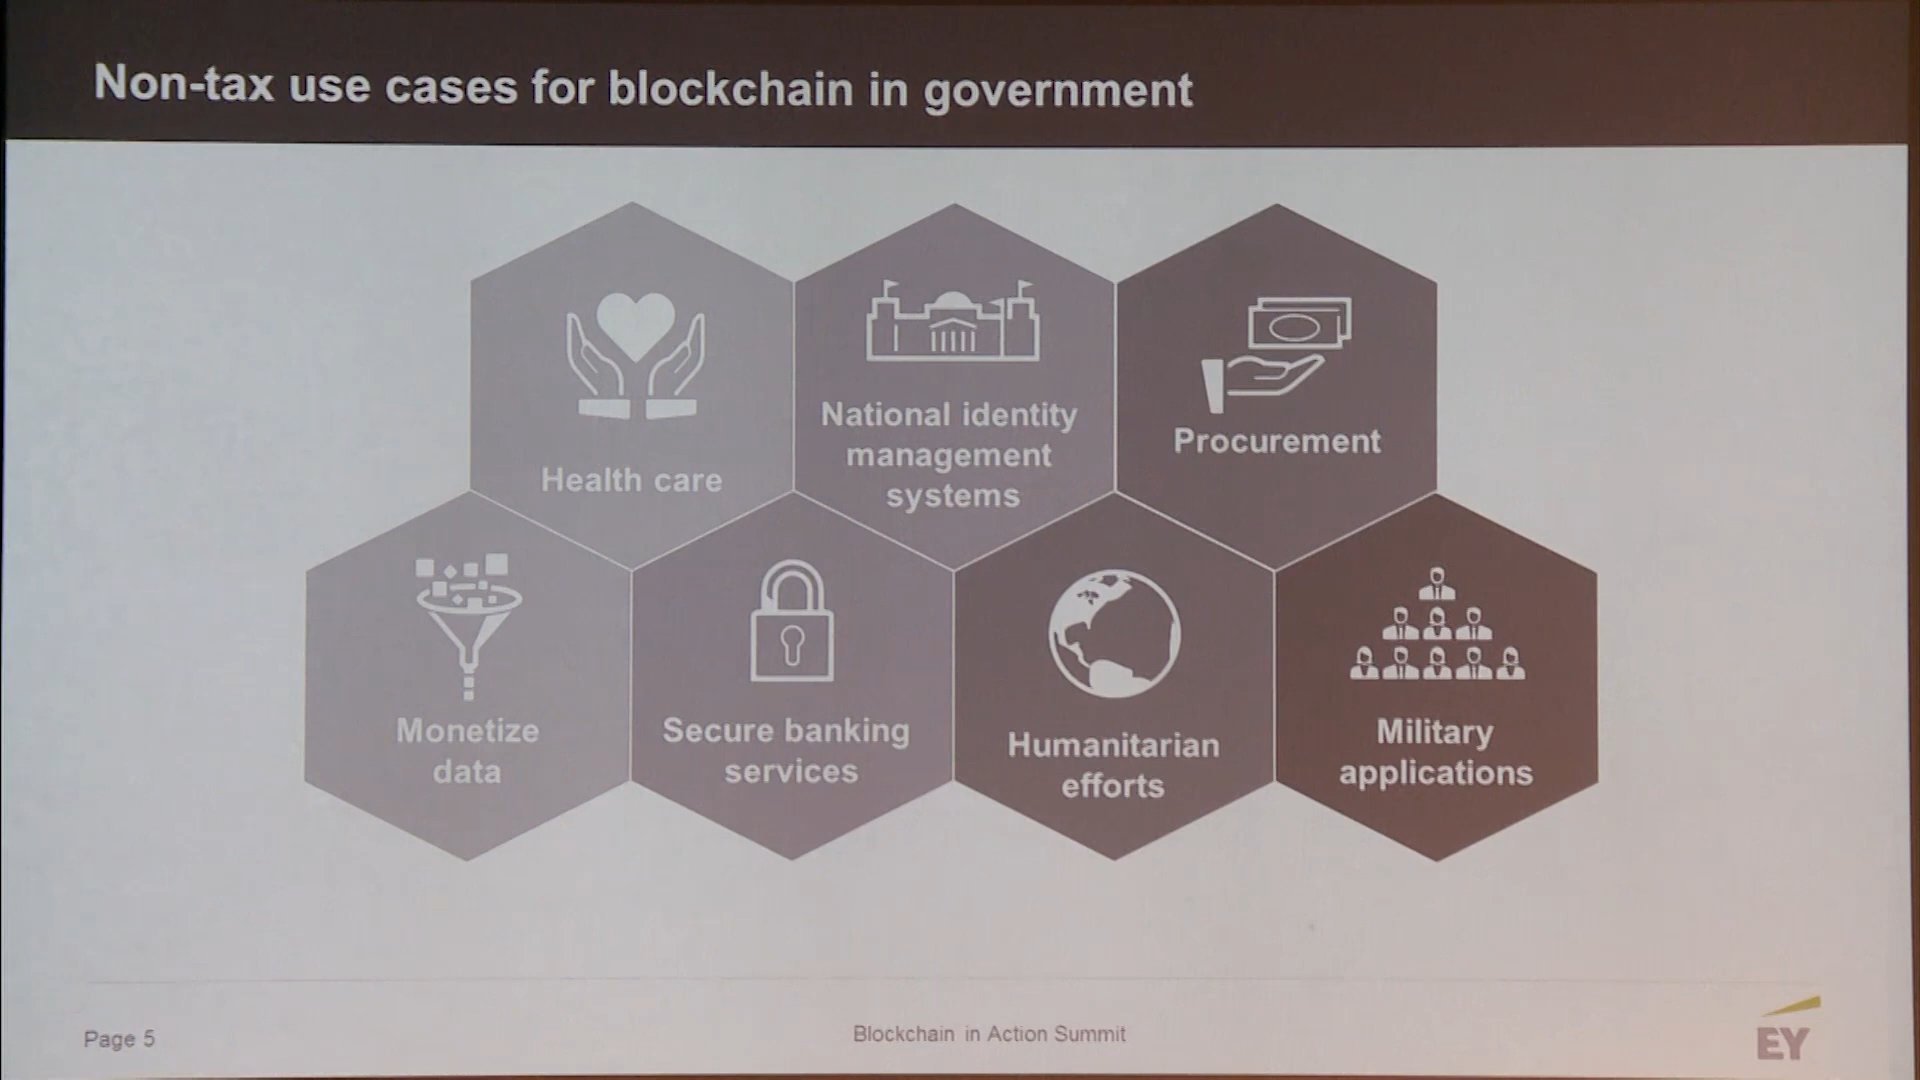 Non-tax use cases for blockchain in government
Health care
National identity
management
systems
Procurement
Monetize
data
Secure banking
services
Humanitarian
efforts
Military
applications
Page 5
Blockchain in Action Summit
EY